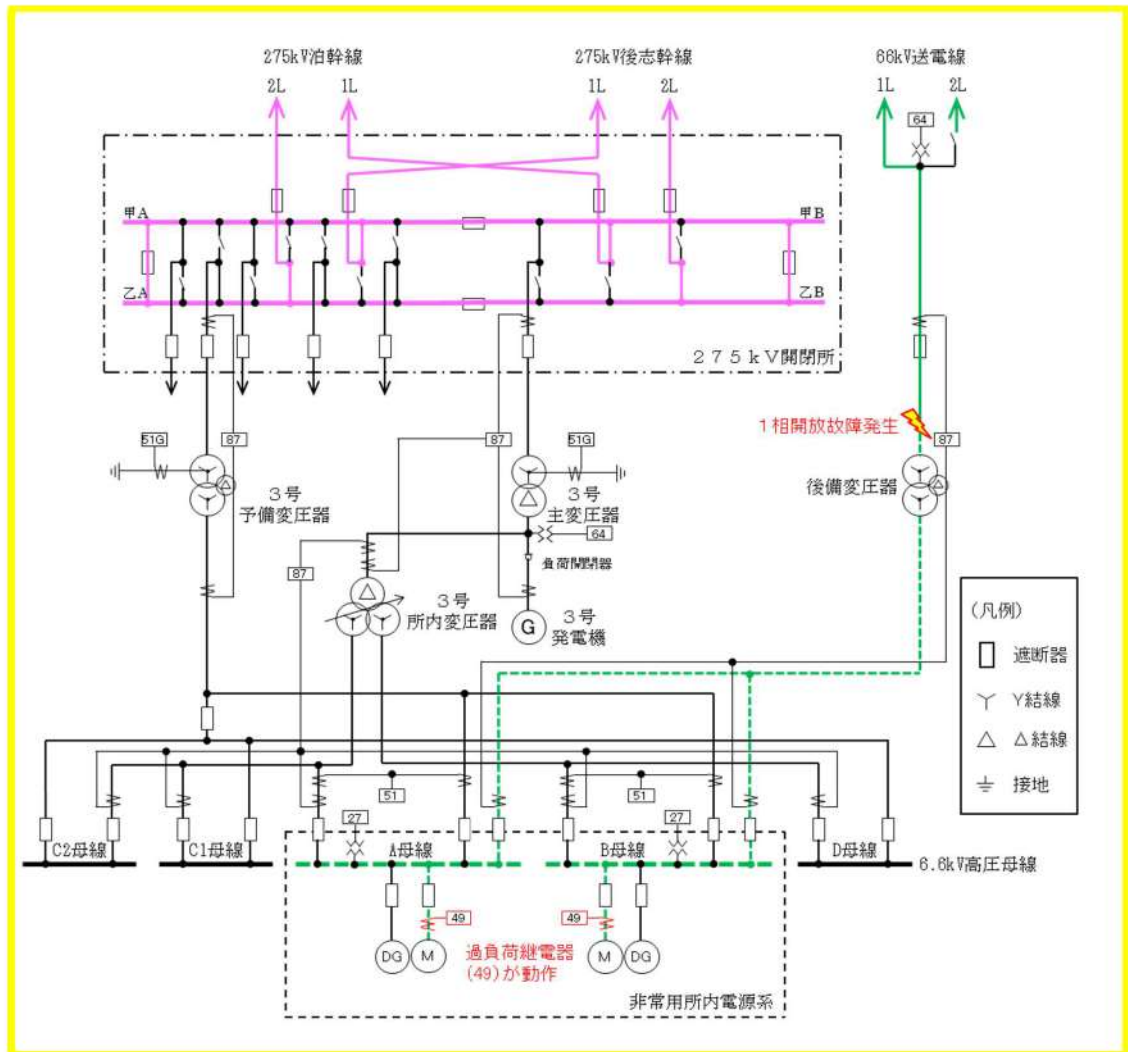 275kV泊幹線
275kV後志幹線
66kV送電線
2L
1L
1L
2L
1L
2L
64
甲A
甲B
乙A
乙B
275kV開閉所
1相開放故障発生
51G
87
87
51G
87
3号
予備変圧器
3号
主変圧器
後備変圧器
64
負荷開閉器
87
3号
所内変圧器
G
3号
発電機
(凡例)
遮断器
Y結線
Δ結線
接地
51
51
27
27
C2母線
C1母線
A母線
B母線
D母線
6.6kV高圧母線
49
49
DG
M
過負荷継電器
(49)が動作
M
DG
非常用所内電源系